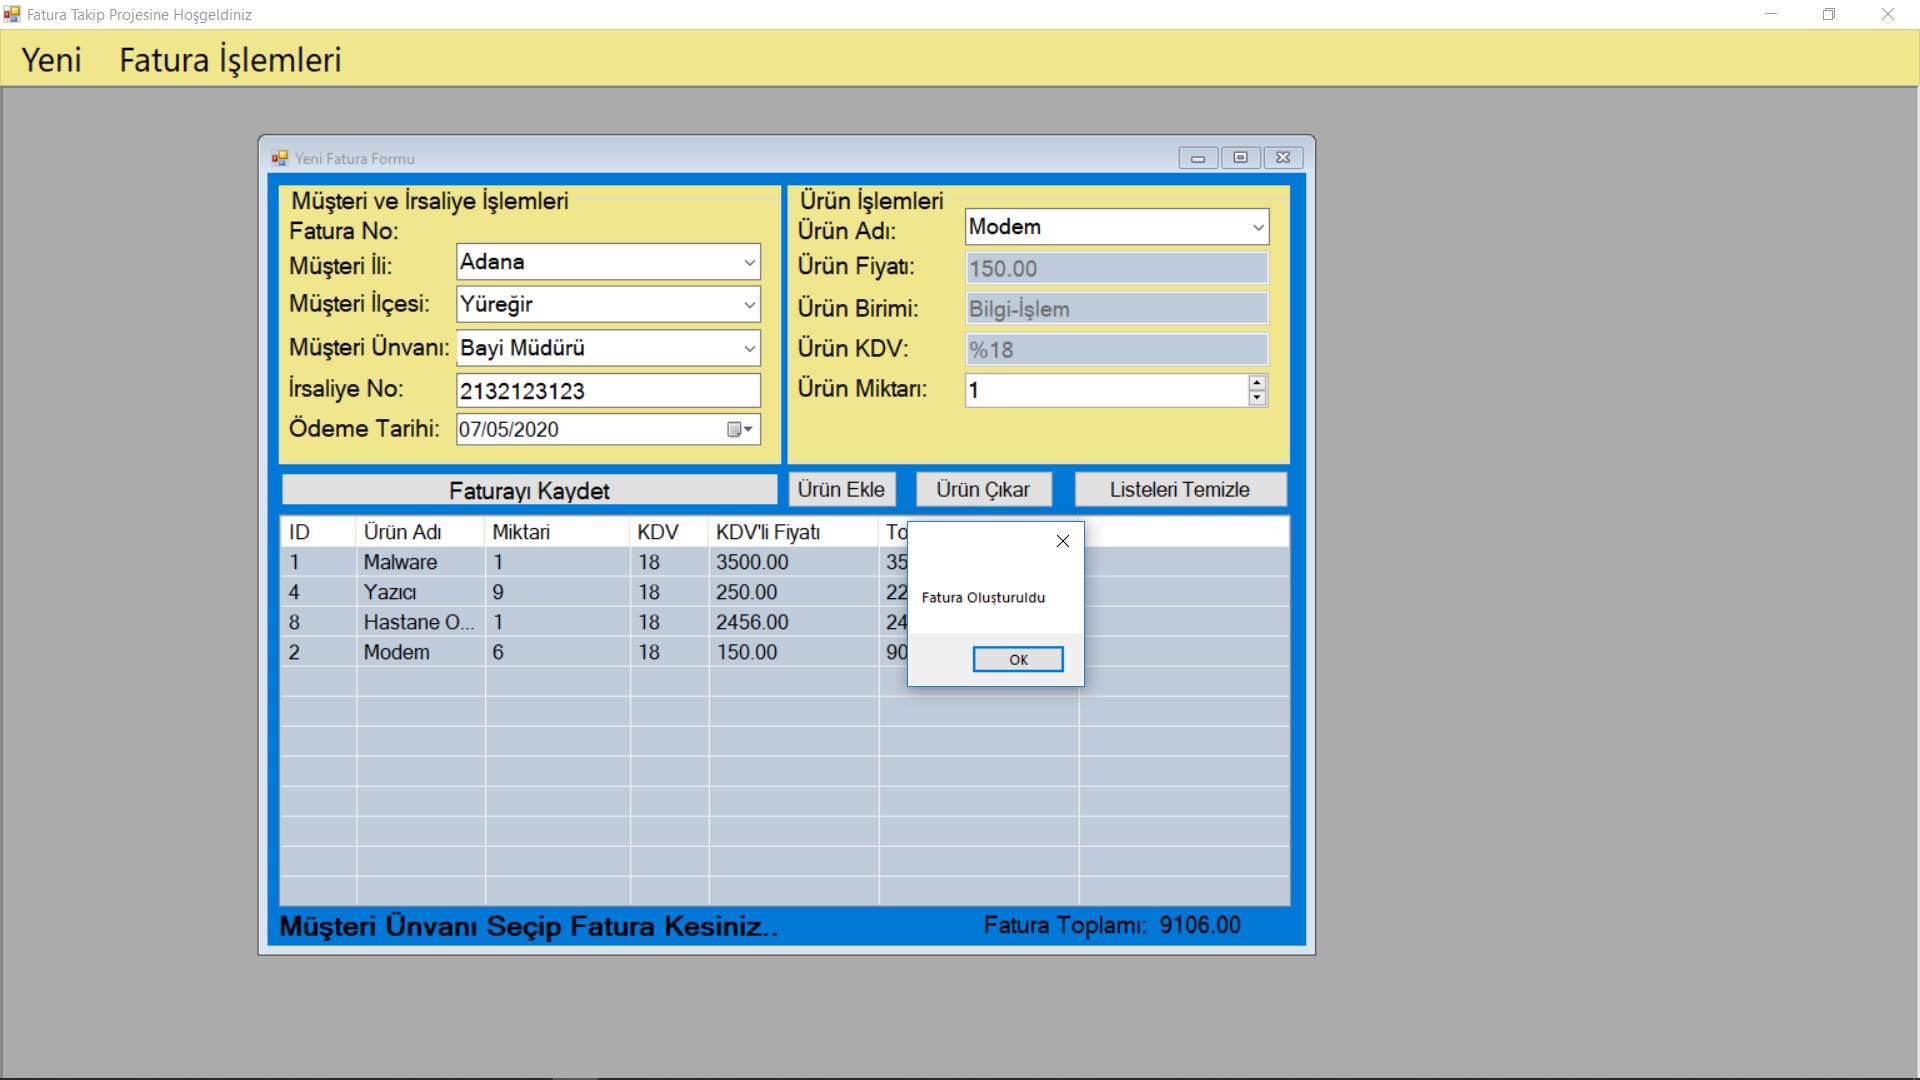 Fatura Takip Projesine Hoşgeldiniz
Yeni Fatura İşlemleri
Yeni Fatura Formu
Müşteri ve İrsaliye İşlemleri
Fatura No:
Müşteri İli: Adana
Müşteri İlçesi: Yüreğir
Müşteri Ünvanı: Bayi Müdürü
İrsaliye No: 2132123123
Ödeme Tarihi: 07/05/2020
Ürün İşlemleri
Ürün Adı: Modem
Ürün Fiyatı: 150.00
Ürün Birimi: Bilgi-İşlem
Ürün KDV: %18
Ürün Miktarı: 1
Faturayı Kaydet Ürün Ekle Ürün Çıkar Listeleri Temizle
ID Ürün Adı Miktari KDV KDV'li Fiyatı To
1 Malware 1 18 3500.00 35
4 Yazıcı 9 18 250.00 22
8 Hastane O... 1 18 2456.00 24
2 Modem 6 18 150.00 90
Fatura Oluşturuldu
OK
Müşteri Ünvanı Seçip Fatura Kesiniz.. Fatura Toplamı: 9106.00